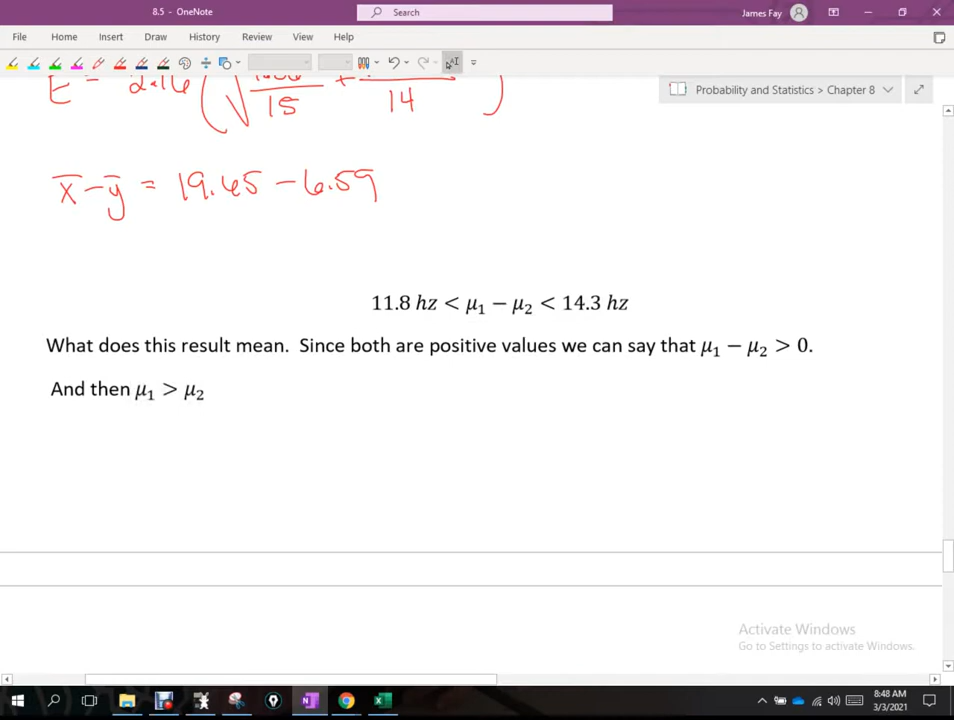 8.5 - OneNote
Search
James Fay
File Home Insert Draw History Review View Help
Probability and Statistics > Chapter 8
E = 2.16 ( √ 15 + 14 )
x̄ - ȳ = 19.65 - 6.59
11.8 hz < μ₁ − μ₂ < 14.3 hz
What does this result mean. Since both are positive values we can say that μ₁ − μ₂ > 0.
And then μ₁ > μ₂
Activate Windows
Go to Settings to activate Windows.
8:48 AM
3/3/2021